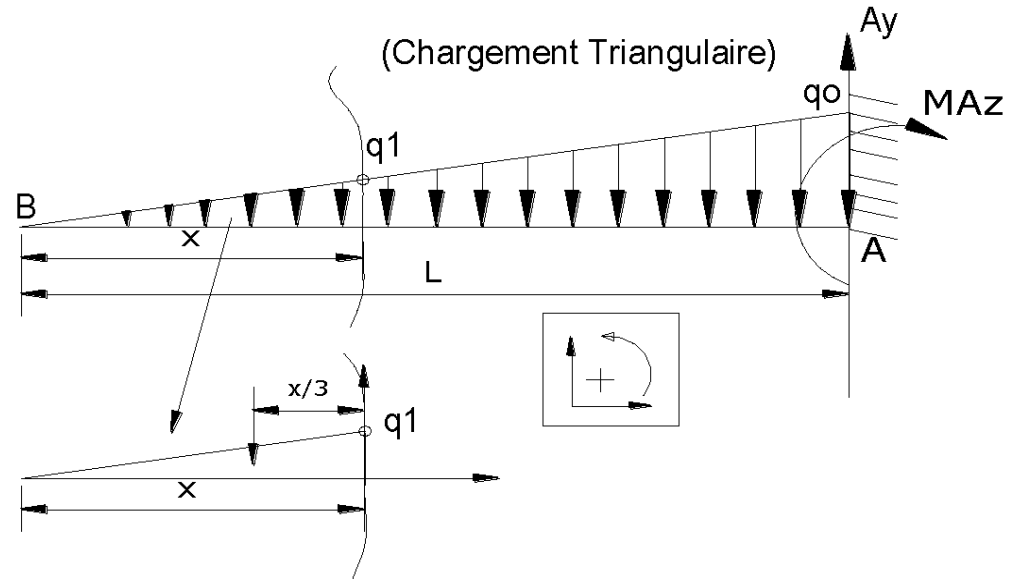 Ay
(Chargement Triangulaire)
qo
MAz
q1
B
x
A
L
x/3
q1
x